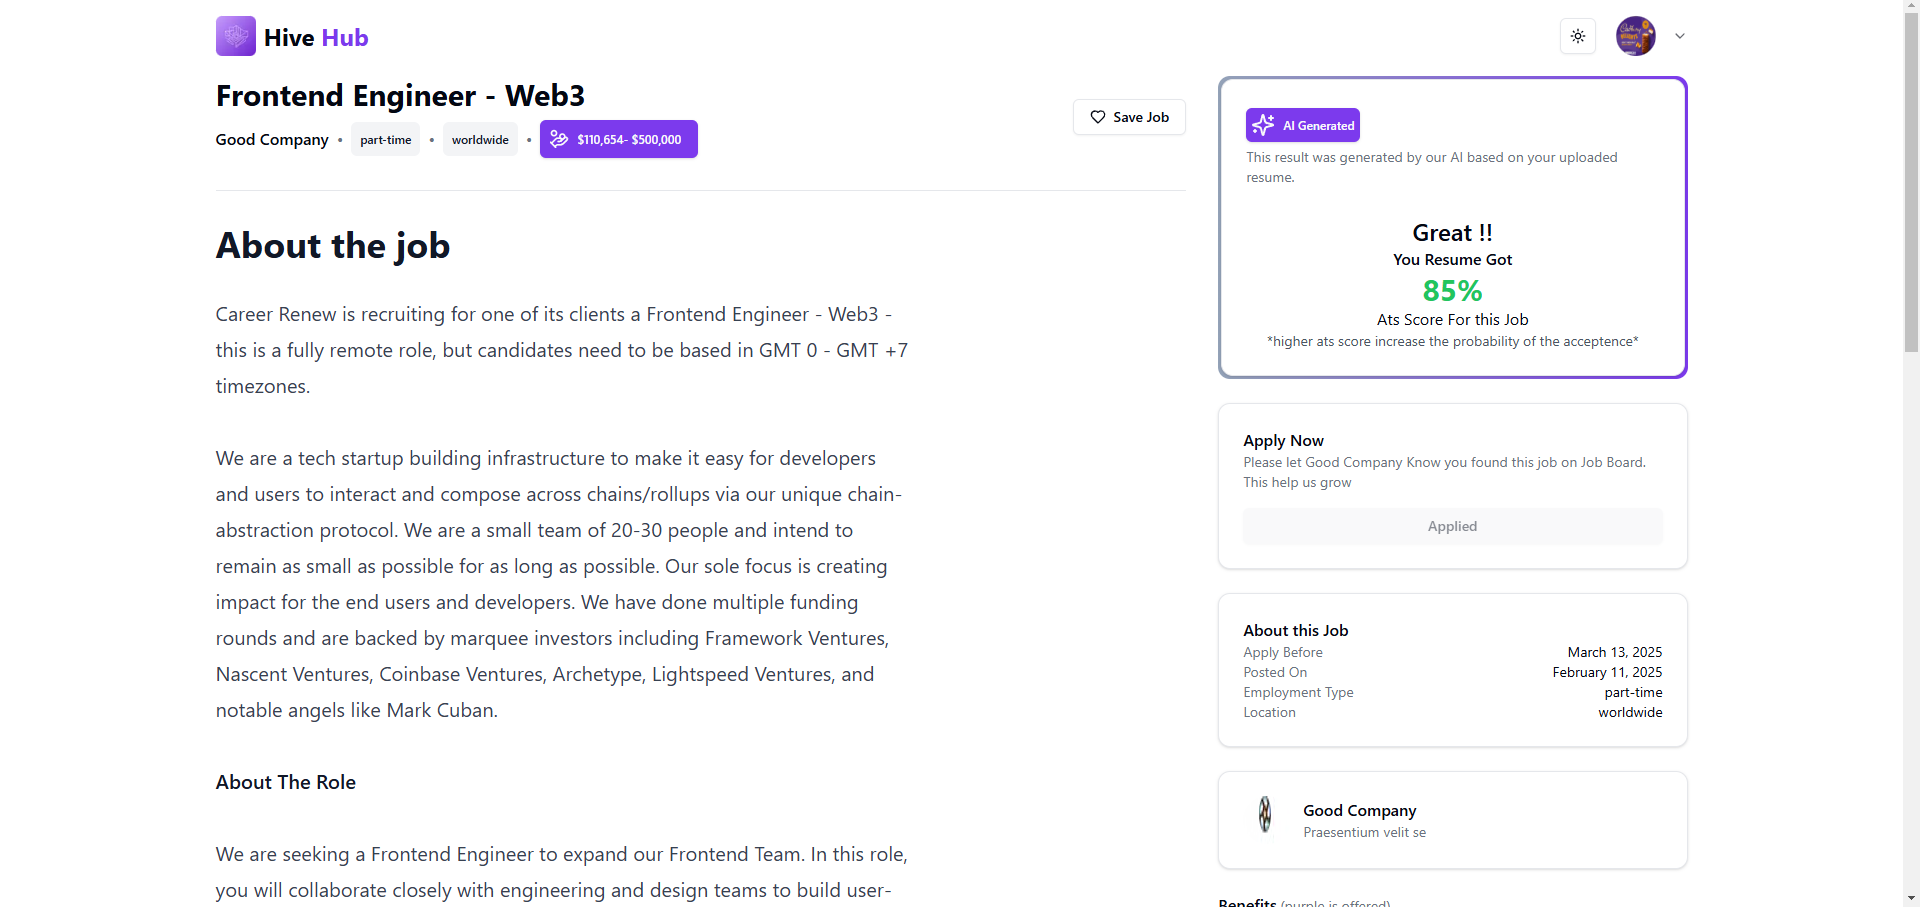 Hive Hub
Frontend Engineer - Web3
Good Company • part-time • worldwide • $110,654- $500,000
Save Job
About the job
Career Renew is recruiting for one of its clients a Frontend Engineer - Web3 -
this is a fully remote role, but candidates need to be based in GMT 0 - GMT +7
timezones.
We are a tech startup building infrastructure to make it easy for developers
and users to interact and compose across chains/rollups via our unique chain-
abstraction protocol. We are a small team of 20-30 people and intend to
remain as small as possible for as long as possible. Our sole focus is creating
impact for the end users and developers. We have done multiple funding
rounds and are backed by marquee investors including Framework Ventures,
Nascent Ventures, Coinbase Ventures, Archetype, Lightspeed Ventures, and
notable angels like Mark Cuban.
About The Role
We are seeking a Frontend Engineer to expand our Frontend Team. In this role,
you will collaborate closely with engineering and design teams to build user-
AI Generated
This result was generated by our AI based on your uploaded
resume.
Great !!
You Resume Got
85%
Ats Score For this Job
*higher ats score increase the probability of the acceptence*
Apply Now
Please let Good Company Know you found this job on Job Board.
This help us grow
Applied
About this Job
Apply Before March 13, 2025
Posted On February 11, 2025
Employment Type part-time
Location worldwide
Good Company
Praesentium velit se
Benefits (purple is offered)